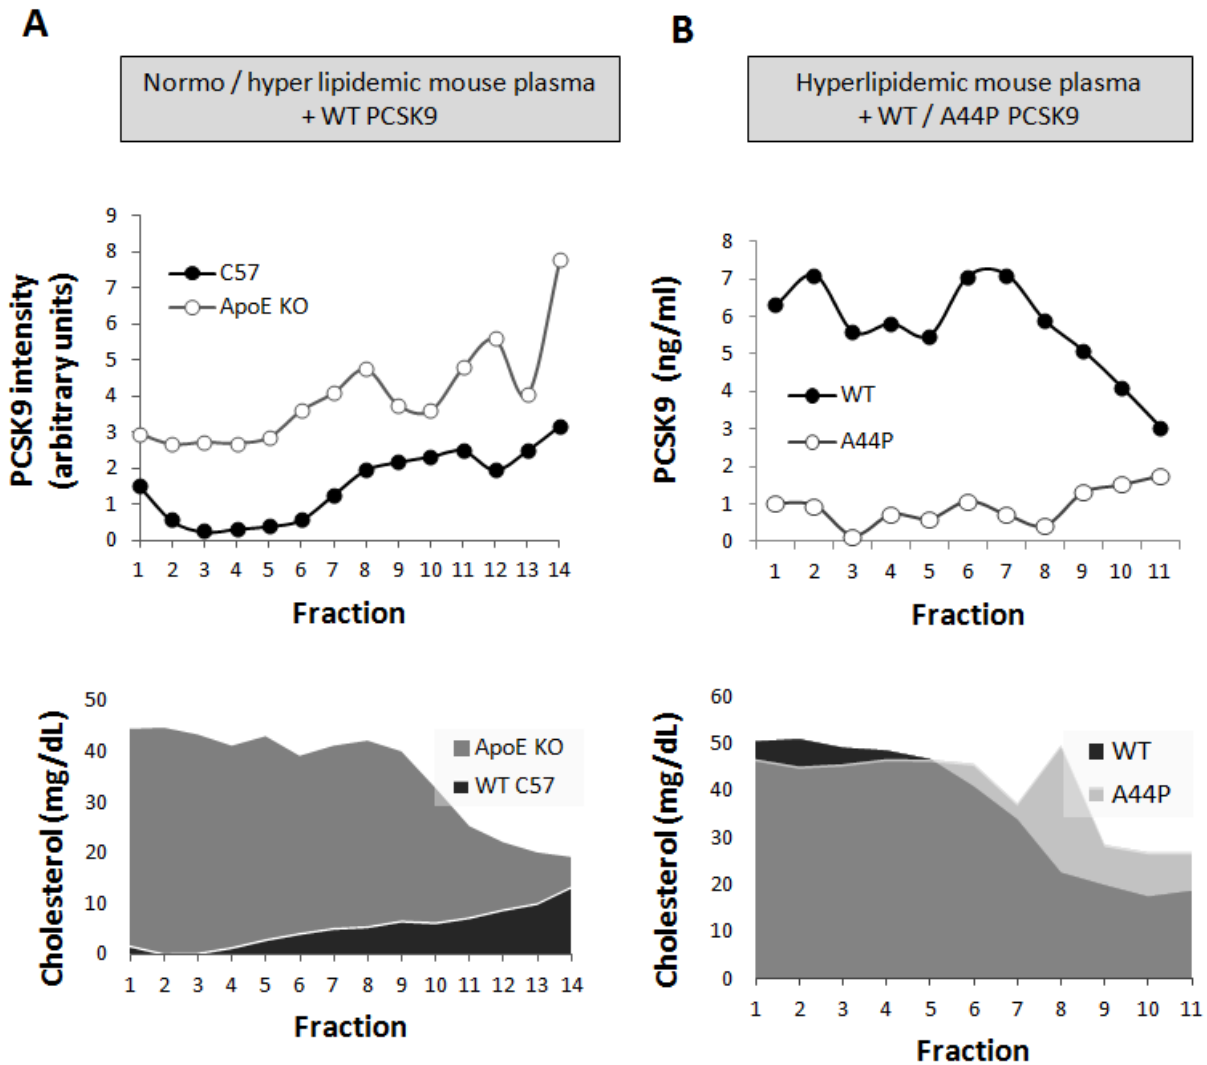 A
Normo / hyper lipidemic mouse plasma
+ WT PCSK9
PCSK9 intensity
(arbitrary units)
9
8
7
6
5
4
3
2
1
0
C57
ApoE KO
1 2 3 4 5 6 7 8 9 10 11 12 13 14
Fraction
Cholesterol (mg/dL)
50
40
30
20
10
0
ApoE KO
WT C57
1 2 3 4 5 6 7 8 9 10 11 12 13 14
Fraction
B
Hyperlipidemic mouse plasma
+ WT / A44P PCSK9
PCSK9 (ng/ml)
8
7
6
5
4
3
2
1
0
WT
A44P
1 2 3 4 5 6 7 8 9 10 11
Fraction
Cholesterol (mg/dL)
60
50
40
30
20
10
0
WT
A44P
1 2 3 4 5 6 7 8 9 10 11
Fraction